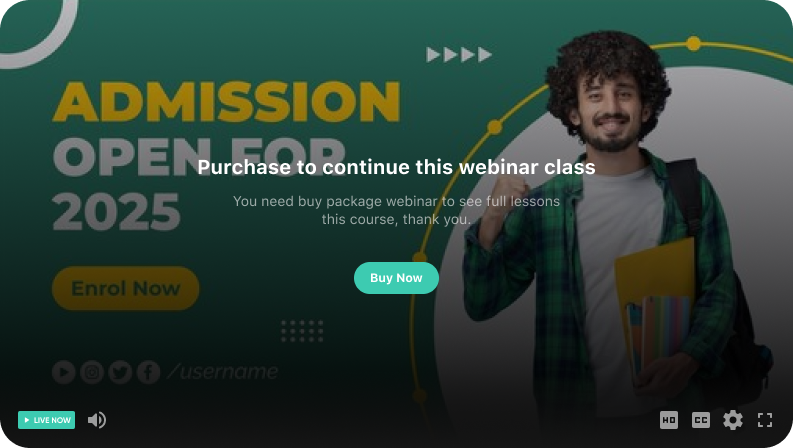 ADMISSION
OPEN FOR
2025
Purchase to continue this webinar class
You need buy package webinar to see full lessons
this course, thank you.
Buy Now
Enrol Now
/username
LIVE NOW
HD
CC